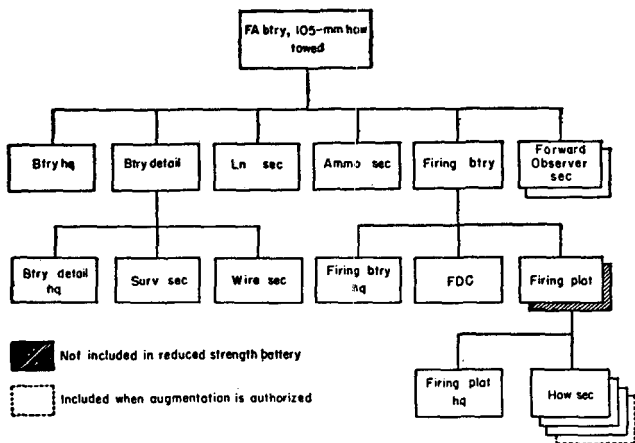 FA btry, 105-mm how
towed
Btry hq
Btry detail
Ln sec
Ammo sec
Firing btry
Forward
Observer
sec
Btry detail
hq
Surv sec
Wire sec
Firing btry
hq
FDC
Firing plat
Not included in reduced strength battery
Firing plat
hq
How sec
Included when augmentation is authorized